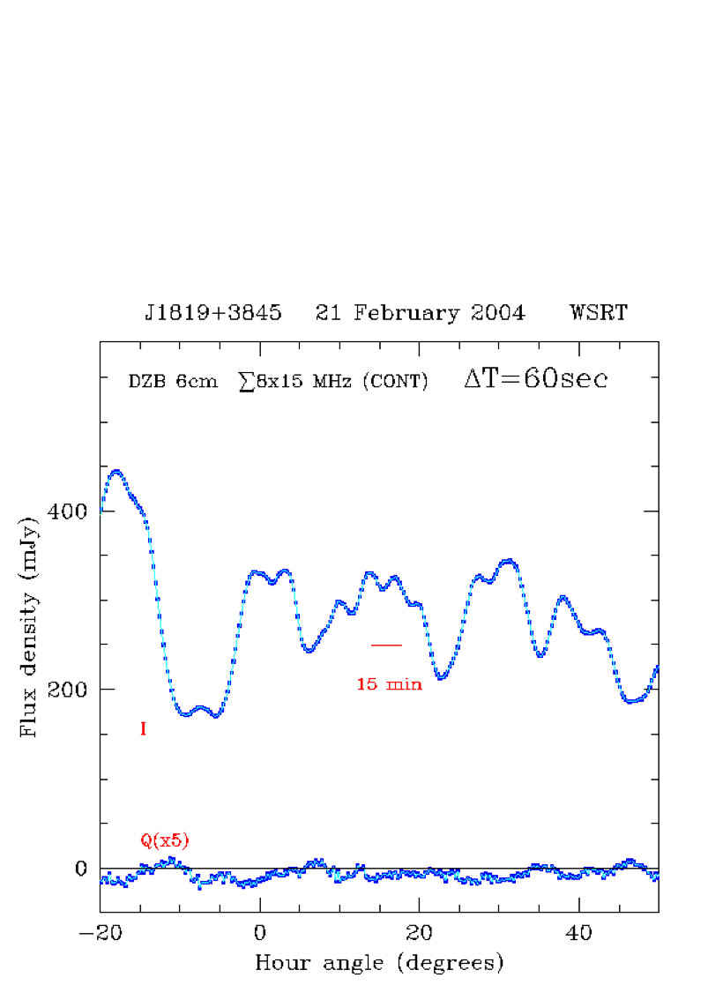 J1819+3845 21 February 2004 WSRT
DZB 6cm ∑8x15 MHz (CONT) ΔT=60sec
Flux density (mJy)
400
200
0
15 min
I
Q(x5)
−20 0 20 40
Hour angle (degrees)